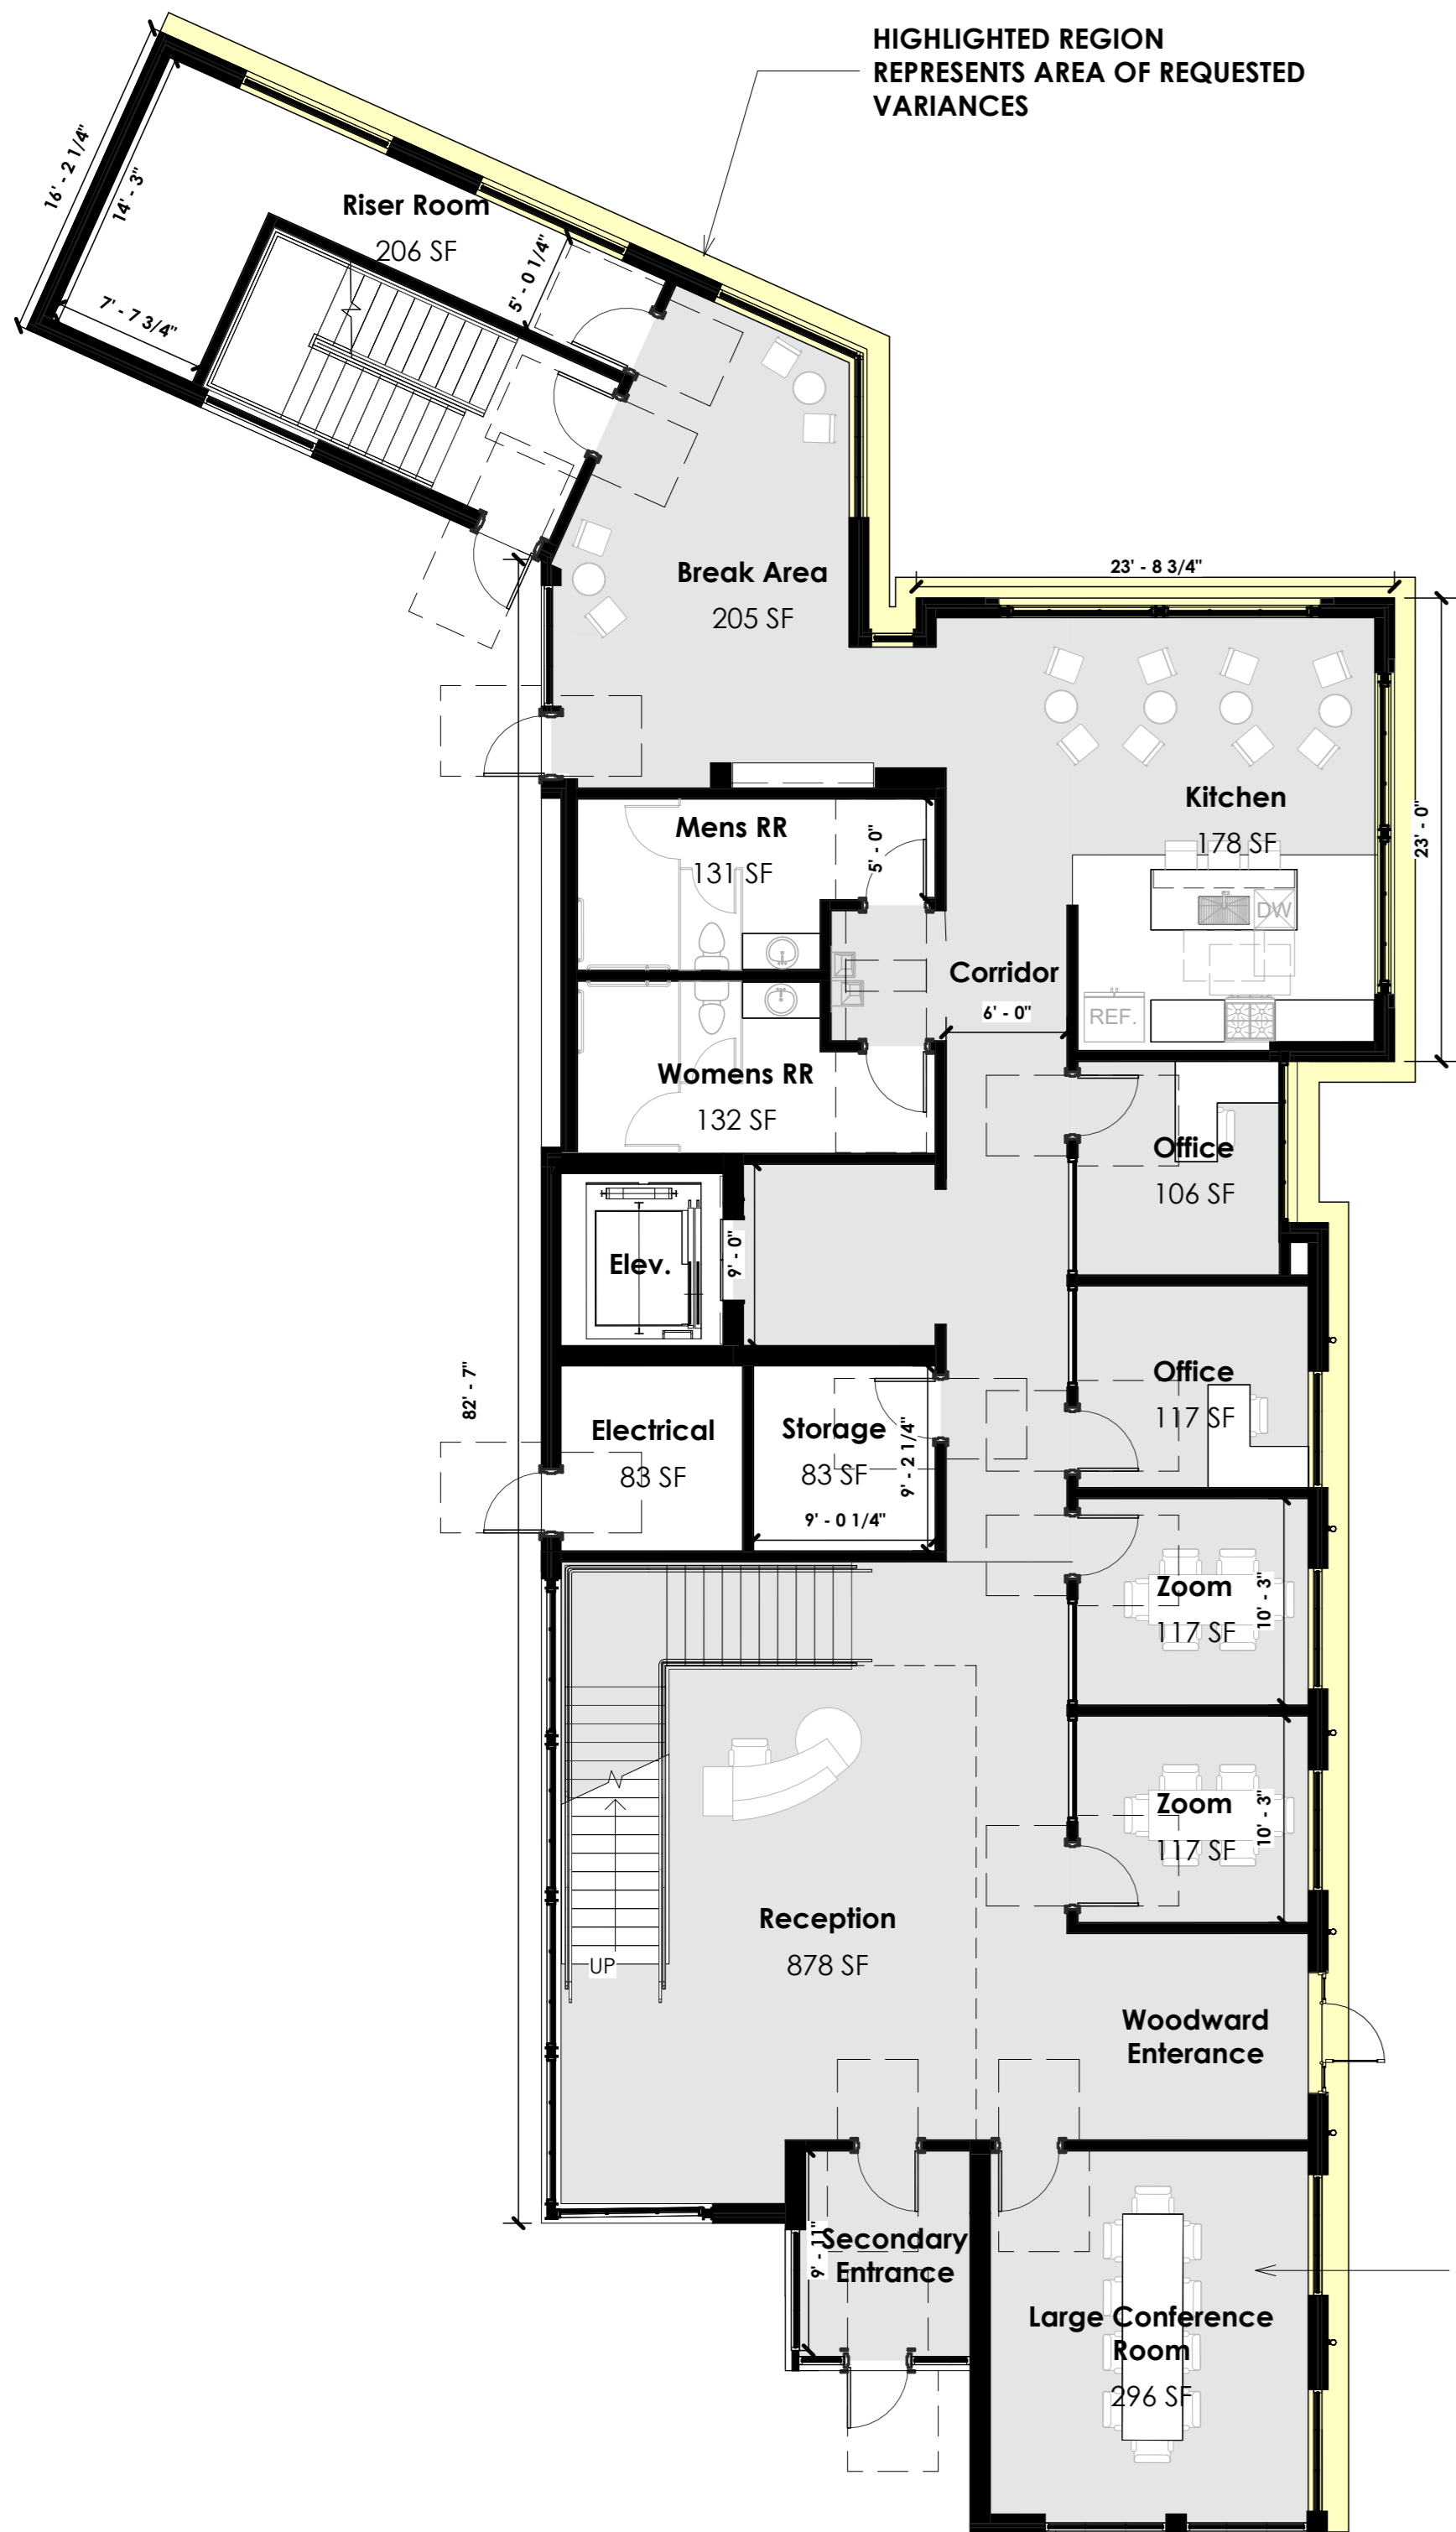 HIGHLIGHTED REGION
REPRESENTS AREA OF REQUESTED
VARIANCES
16' - 2 1/4"
14' - 3"
Riser Room
206 SF
5' - 0 1/4"
7' - 7 3/4"
Break Area
205 SF
23' - 8 3/4"
Kitchen
178 SF
23' - 0"
DW
REF.
Mens RR
131 SF
5' - 0"
Corridor
6' - 0"
Womens RR
132 SF
Office
106 SF
Elev.
9' - 0"
Office
117 SF
82' - 7"
Electrical
83 SF
Storage
83 SF
9' - 2 1/4"
9' - 0 1/4"
Zoom
117 SF
10' - 3"
Zoom
117 SF
10' - 3"
Reception
878 SF
UP
Woodward
Enterance
Secondary
Entrance
9' - 11"
Large Conference
Room
296 SF